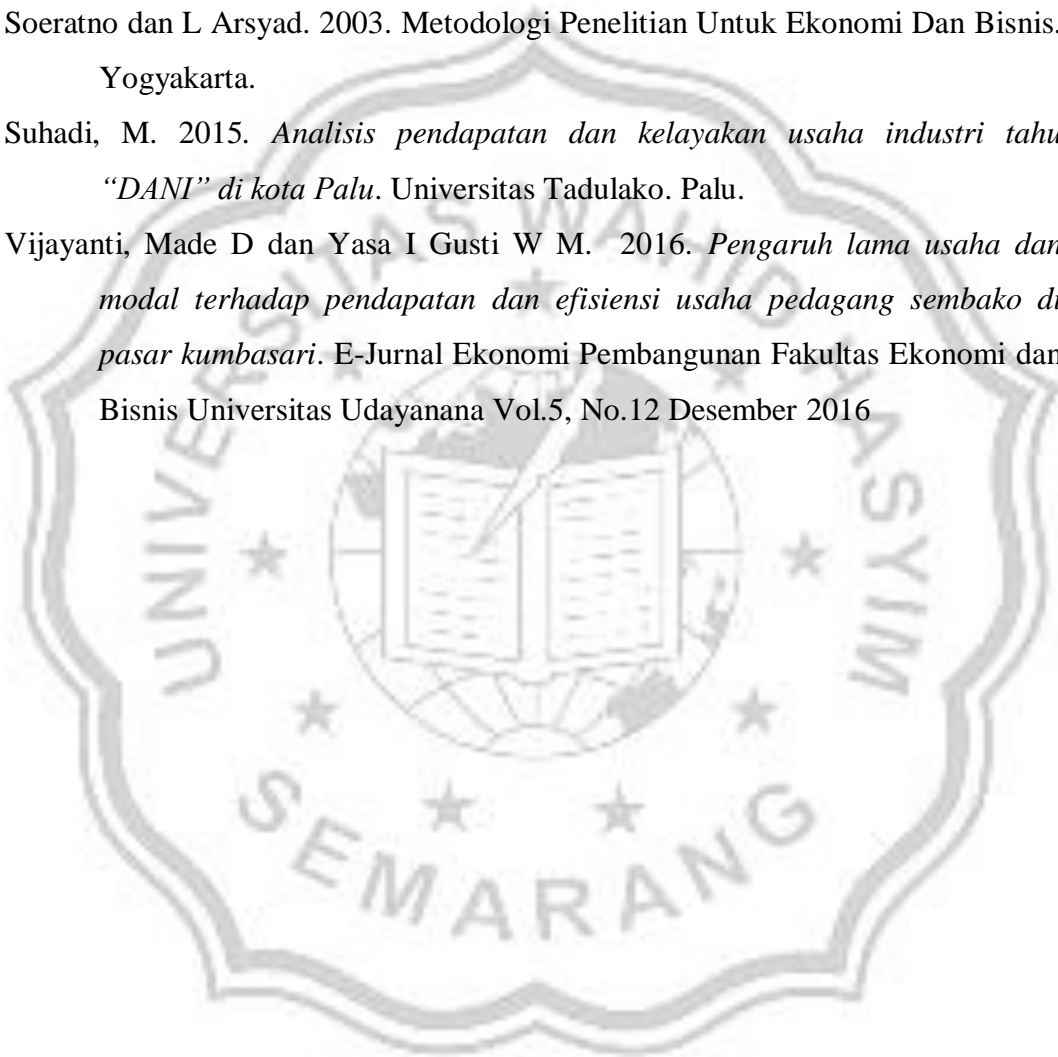 Soeratno dan L Arsyad. 2003. Metodologi Penelitian Untuk Ekonomi Dan Bisnis.
Yogyakarta.
Suhadi, M. 2015. Analisis pendapatan dan kelayakan usaha industri tahu
“DANI” di kota Palu. Universitas Tadulako. Palu.
Vijayanti, Made D dan Yasa I Gusti W M. 2016. Pengaruh lama usaha dan
modal terhadap pendapatan dan efisiensi usaha pedagang sembako di
pasar kumbasari. E-Jurnal Ekonomi Pembangunan Fakultas Ekonomi dan
Bisnis Universitas Udayanana Vol.5, No.12 Desember 2016
UNIVERSITAS WAHID HASYIM
SEMARANG